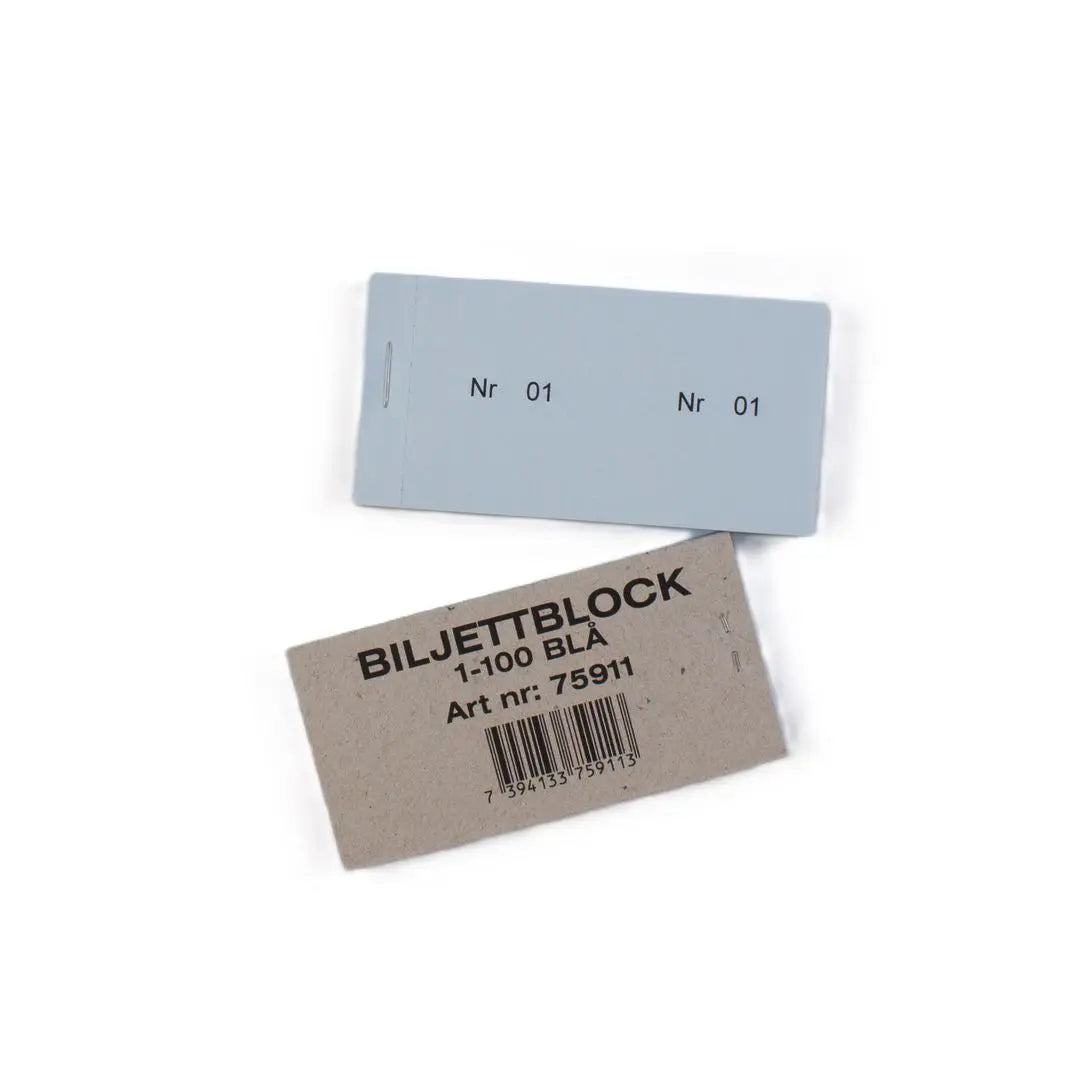 Nr 01 Nr 01
BILJETTBLOCK
1-100 BLÅ
Art nr: 75911
7 394133 759113